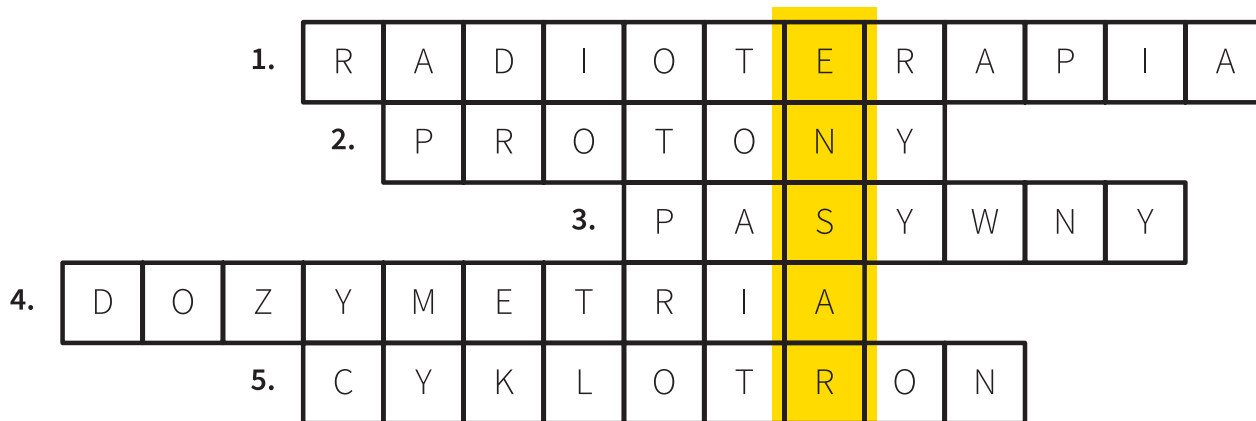 1. RADIOTERAPIA
2. PROTONY
3. PASYWNY
4. DOZYMETRIA
5. CYKLOTRON